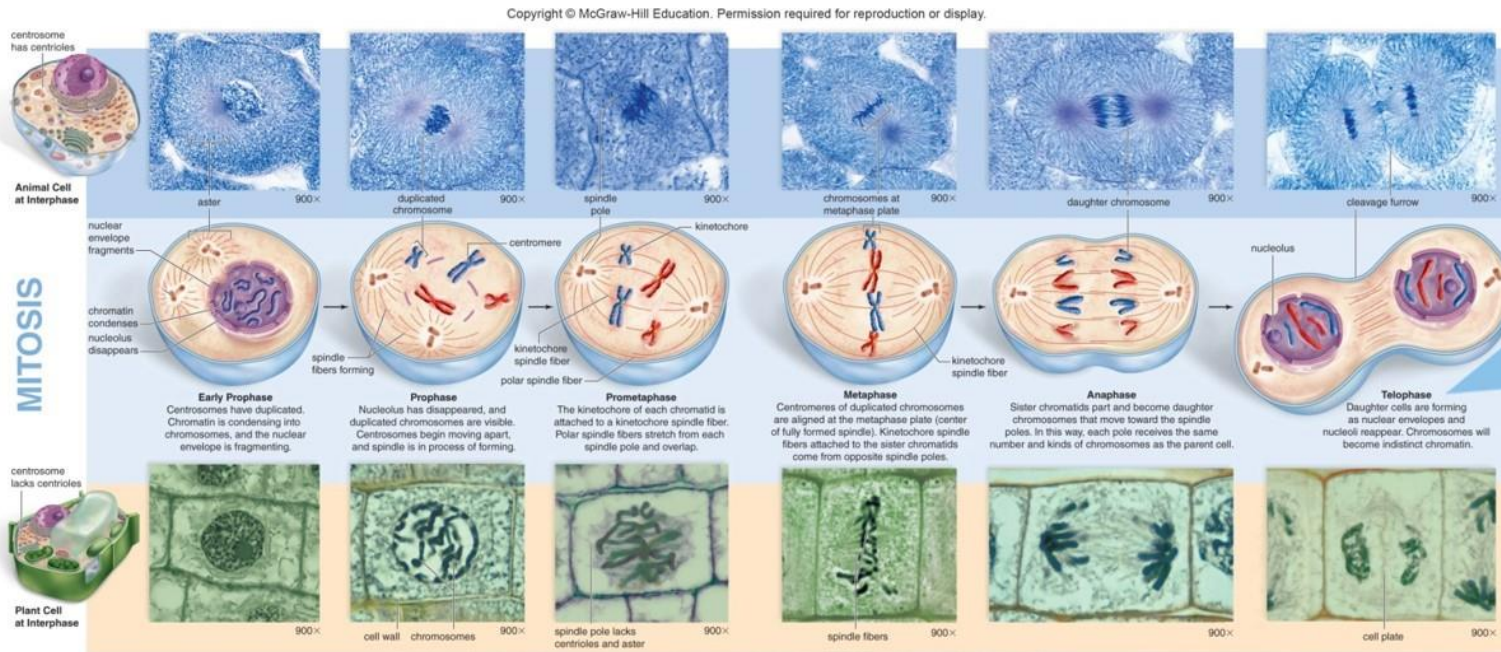 Copyright © McGraw-Hill Education. Permission required for reproduction or display.
centrosome
has centrioles
Animal Cell
at Interphase
900×
900×
900×
900×
900×
900×
aster
duplicated
chromosome
spindle
pole
chromosomes at
metaphase plate
daughter chromosome
cleavage furrow
MITOSIS
nuclear
envelope
fragments
chromatin
condenses
nucleolus
disappears
centromere
spindle
fibers forming
kinetochore
kinetochore
spindle fiber
polar spindle fiber
kinetochore
spindle fiber
nucleolus
Early Prophase
Centrosomes have duplicated.
Chromatin is condensing into
chromosomes, and the nuclear
envelope is fragmenting.
Prophase
Nucleolus has disappeared, and
duplicated chromosomes are visible.
Centrosomes begin moving apart,
and spindle is in process of forming.
Prometaphase
The kinetochore of each chromatid is
attached to a kinetochore spindle fiber.
Polar spindle fibers stretch from each
spindle pole and overlap.
Metaphase
Centromeres of duplicated chromosomes
are aligned at the metaphase plate (center
of fully formed spindle). Kinetochore spindle
fibers attached to the sister chromatids
come from opposite spindle poles.
Anaphase
Sister chromatids part and become daughter
chromosomes that move toward the spindle
poles. In this way, each pole receives the same
number and kinds of chromosomes as the parent cell.
Telophase
Daughter cells are forming
as nuclear envelopes and
nucleoli reappear. Chromosomes will
become indistinct chromatin.
centrosome
lacks centrioles
Plant Cell
at Interphase
900×
cell wall
chromosomes
900×
spindle pole lacks
centrioles and aster
900×
spindle fibers
900×
900×
cell plate
900×